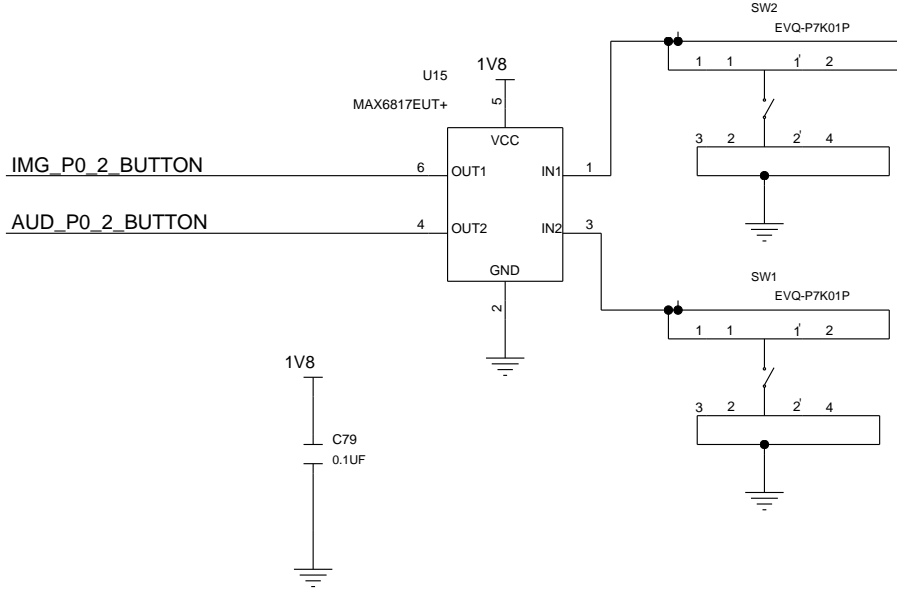 SW2
EVQ-P7K01P
1 1 1' 2
1V8
U15
MAX6817EUT+
5
VCC
3 2 2' 4
IMG_P0_2_BUTTON
6 OUT1 IN1 1
AUD_P0_2_BUTTON
4 OUT2 IN2 3
GND
2
SW1
EVQ-P7K01P
1 1 1' 2
1V8
3 2 2' 4
C79
0.1UF